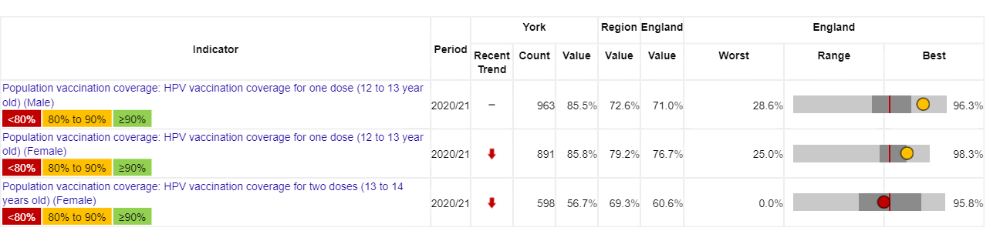 York Region England England
Indicator Period Recent Trend Count Value Value Value Worst Range Best
Population vaccination coverage: HPV vaccination coverage for one dose (12 to 13 year
old) (Male)
<80% 80% to 90% ≥90%
2020/21 – 963 85.5% 72.6% 71.0% 28.6% 96.3%
Population vaccination coverage: HPV vaccination coverage for one dose (12 to 13 year
old) (Female)
<80% 80% to 90% ≥90%
2020/21 891 85.8% 79.2% 76.7% 25.0% 98.3%
Population vaccination coverage: HPV vaccination coverage for two doses (13 to 14
years old) (Female)
<80% 80% to 90% ≥90%
2020/21 598 56.7% 69.3% 60.6% 0.0% 95.8%